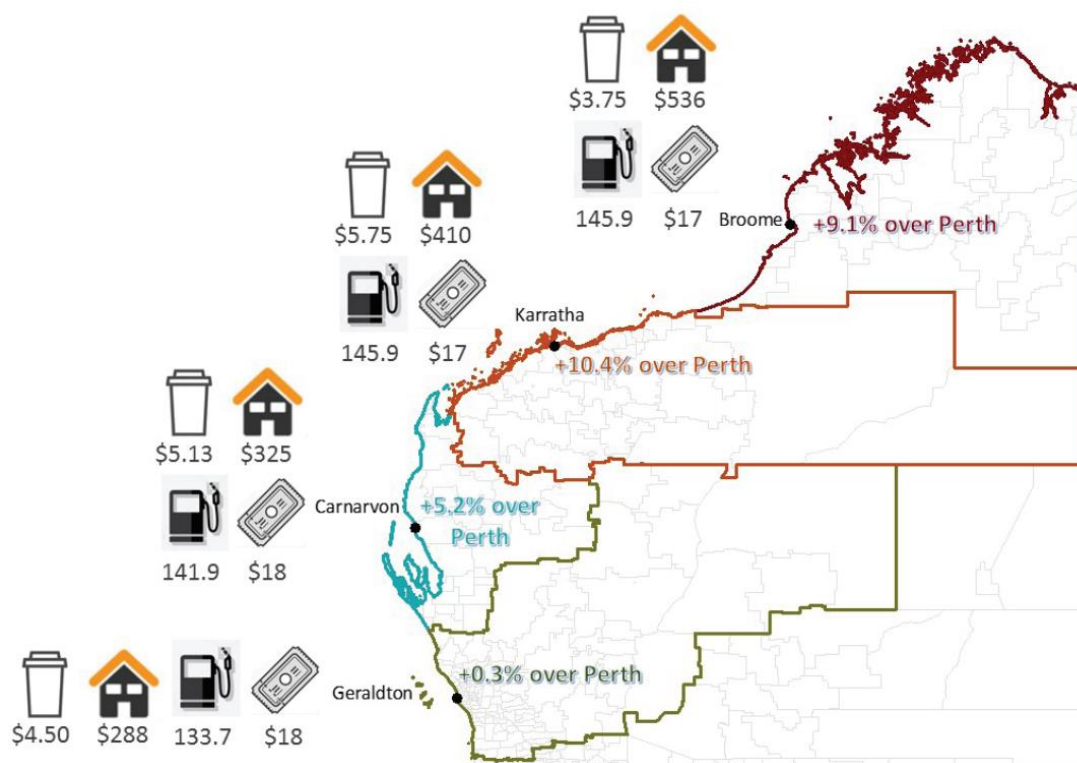 $3.75 $536
145.9 $17
Broome
+9.1% over Perth
$5.75 $410
145.9 $17
Karratha
+10.4% over Perth
$5.13 $325
141.9 $18
Carnarvon
+5.2% over
Perth
+0.3% over Perth
Geraldton
$4.50 $288 133.7 $18